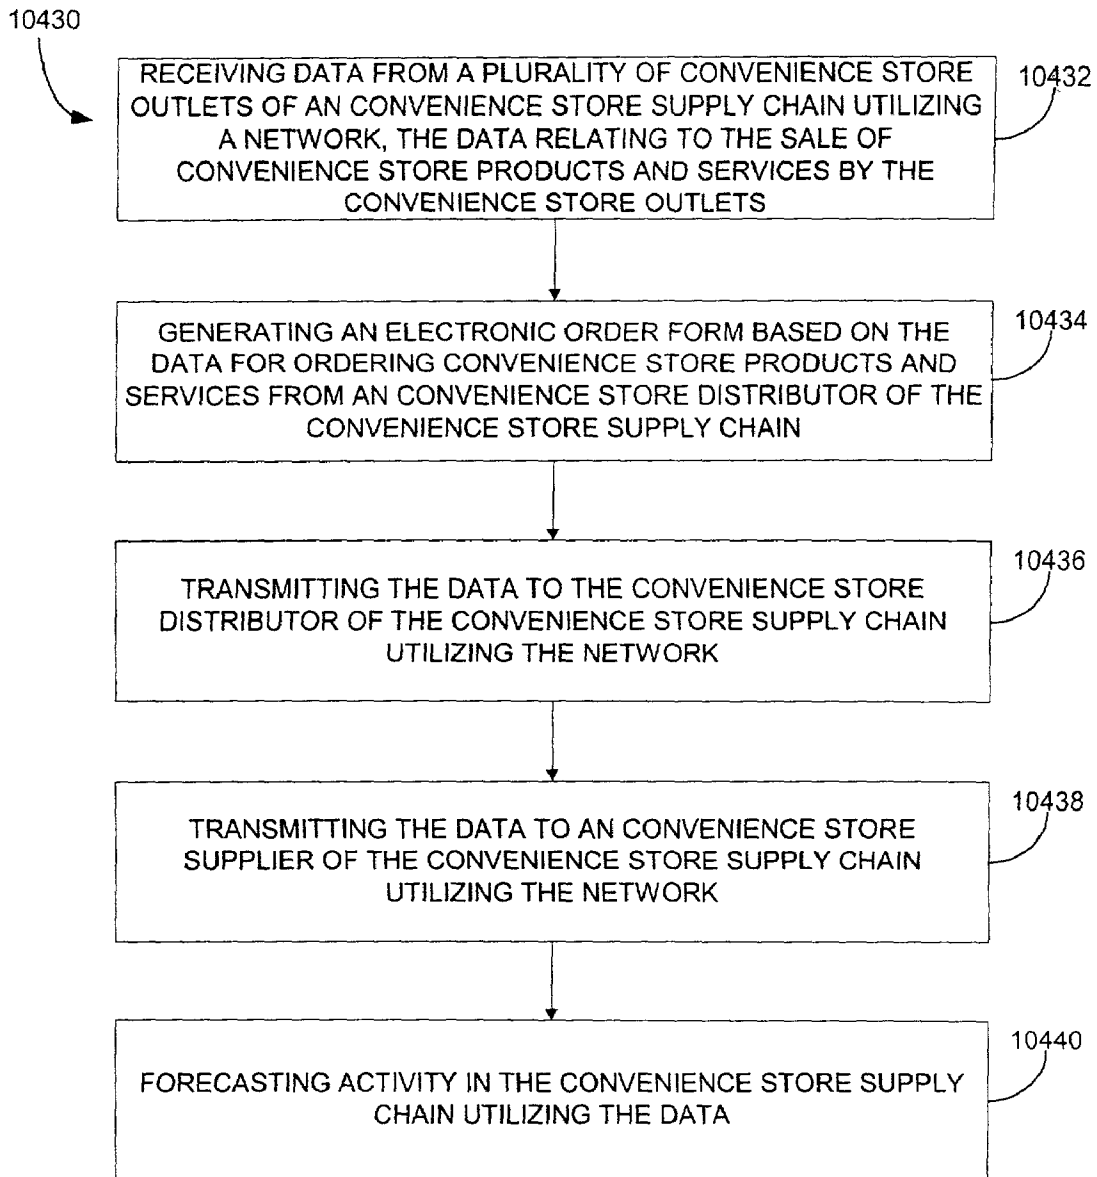 10430
RECEIVING DATA FROM A PLURALITY OF CONVENIENCE STORE
OUTLETS OF AN CONVENIENCE STORE SUPPLY CHAIN UTILIZING
A NETWORK, THE DATA RELATING TO THE SALE OF
CONVENIENCE STORE PRODUCTS AND SERVICES BY THE
CONVENIENCE STORE OUTLETS
10432
GENERATING AN ELECTRONIC ORDER FORM BASED ON THE
DATA FOR ORDERING CONVENIENCE STORE PRODUCTS AND
SERVICES FROM AN CONVENIENCE STORE DISTRIBUTOR OF THE
CONVENIENCE STORE SUPPLY CHAIN
10434
TRANSMITTING THE DATA TO THE CONVENIENCE STORE
DISTRIBUTOR OF THE CONVENIENCE STORE SUPPLY CHAIN
UTILIZING THE NETWORK
10436
TRANSMITTING THE DATA TO AN CONVENIENCE STORE
SUPPLIER OF THE CONVENIENCE STORE SUPPLY CHAIN
UTILIZING THE NETWORK
10438
FORECASTING ACTIVITY IN THE CONVENIENCE STORE SUPPLY
CHAIN UTILIZING THE DATA
10440